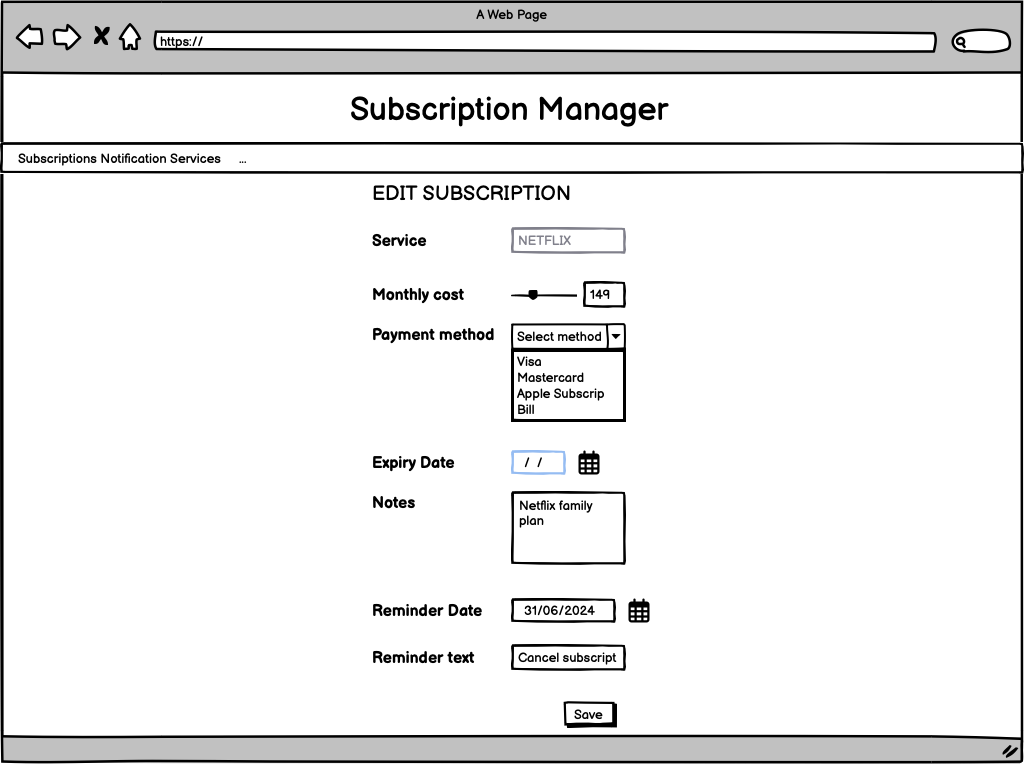 A Web Page
https://
Subscription Manager
Subscriptions Notification Services ...
EDIT SUBSCRIPTION
Service NETFLIX
Monthly cost 149
Payment method Select method
Visa
Mastercard
Apple Subscrip
Bill
Expiry Date / /
Notes Netflix family
plan
Reminder Date 31/06/2024
Reminder text Cancel subscript
Save